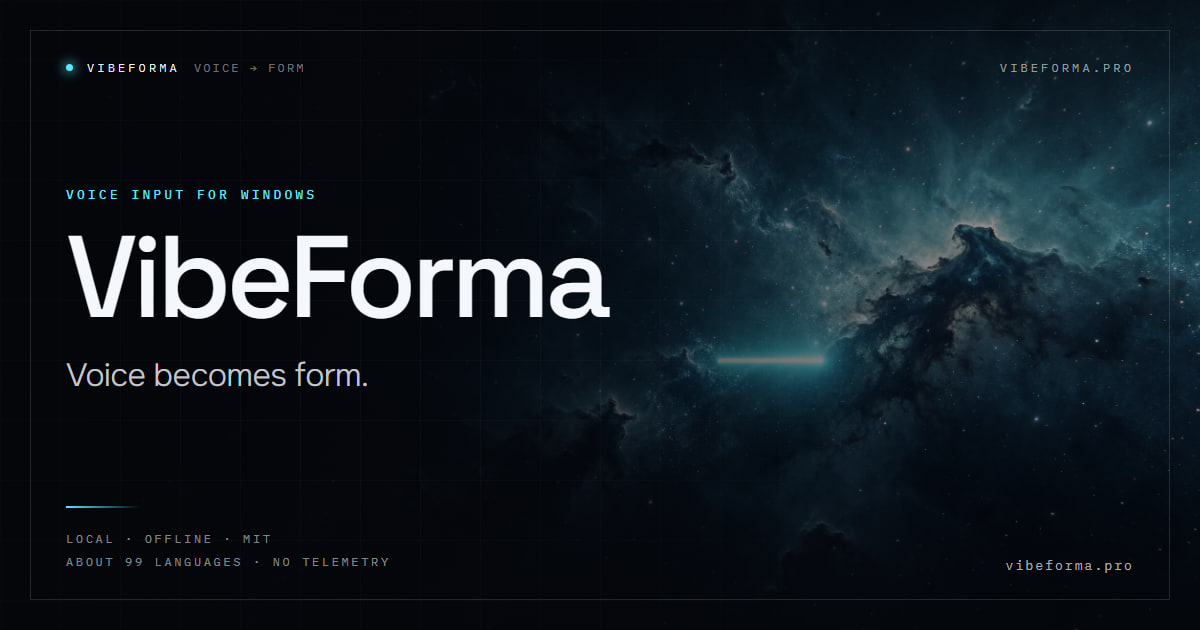 VIBEFORMA VOICE → FORM
VIBEFORMA.PRO
VOICE INPUT FOR WINDOWS
VibeForma
Voice becomes form.
LOCAL · OFFLINE · MIT
ABOUT 99 LANGUAGES · NO TELEMETRY
vibeforma.pro